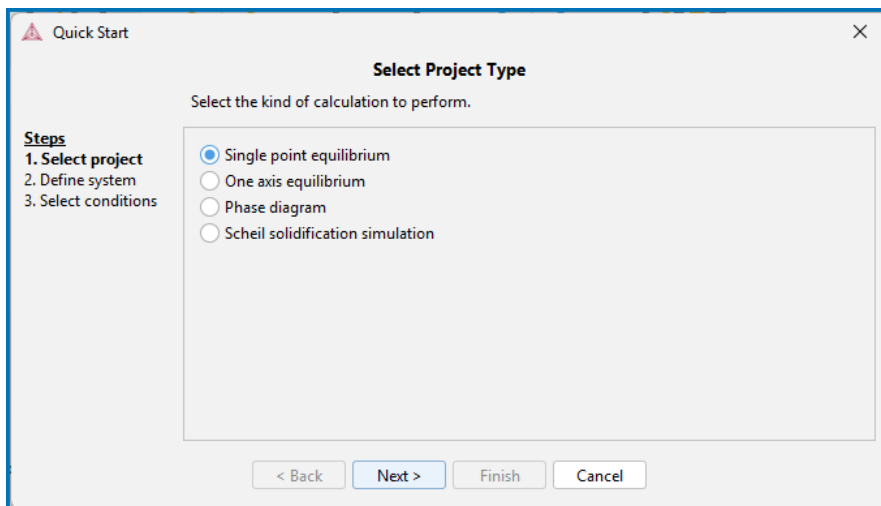 Quick Start
Select Project Type
Select the kind of calculation to perform.
Steps
1. Select project
2. Define system
3. Select conditions
Single point equilibrium
One axis equilibrium
Phase diagram
Scheil solidification simulation
< Back
Next >
Finish
Cancel